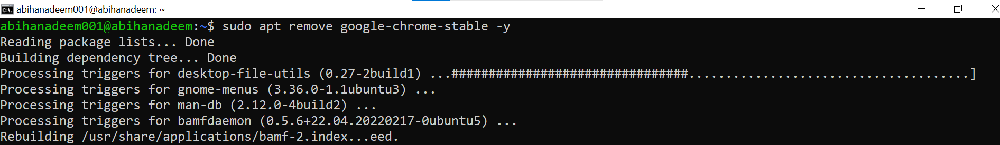 abihanadeem001@abihanadeem: ~
abihanadeem001@abihanadeem:~$ sudo apt remove google-chrome-stable -y
Reading package lists... Done
Building dependency tree... Done
Processing triggers for desktop-file-utils (0.27-2build1) ...################################......................................]
Processing triggers for gnome-menus (3.36.0-1.1ubuntu3) ...
Processing triggers for man-db (2.12.0-4build2) ...
Processing triggers for bamfdaemon (0.5.6+22.04.20220217-0ubuntu5) ...
Rebuilding /usr/share/applications/bamf-2.index...eed.